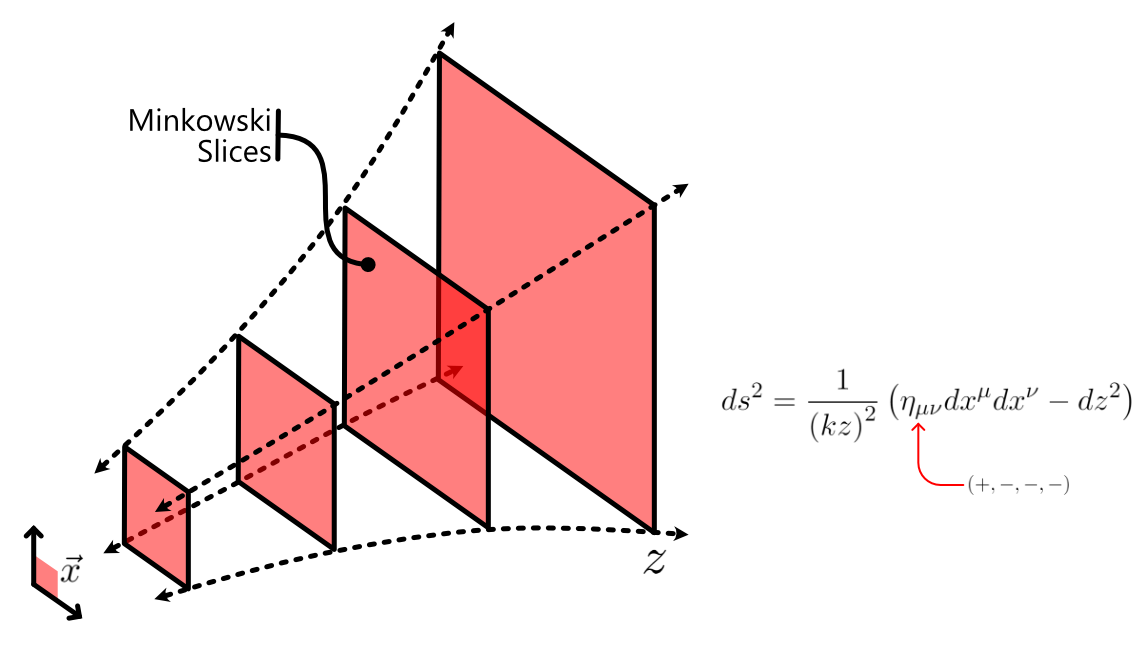 Minkowski
Slices
$ds^2 = \frac{1}{(kz)^2} \left( \eta_{\mu\nu} dx^\mu dx^\nu - dz^2 \right)$
(+, −, −, −)
z
$\vec{x}$